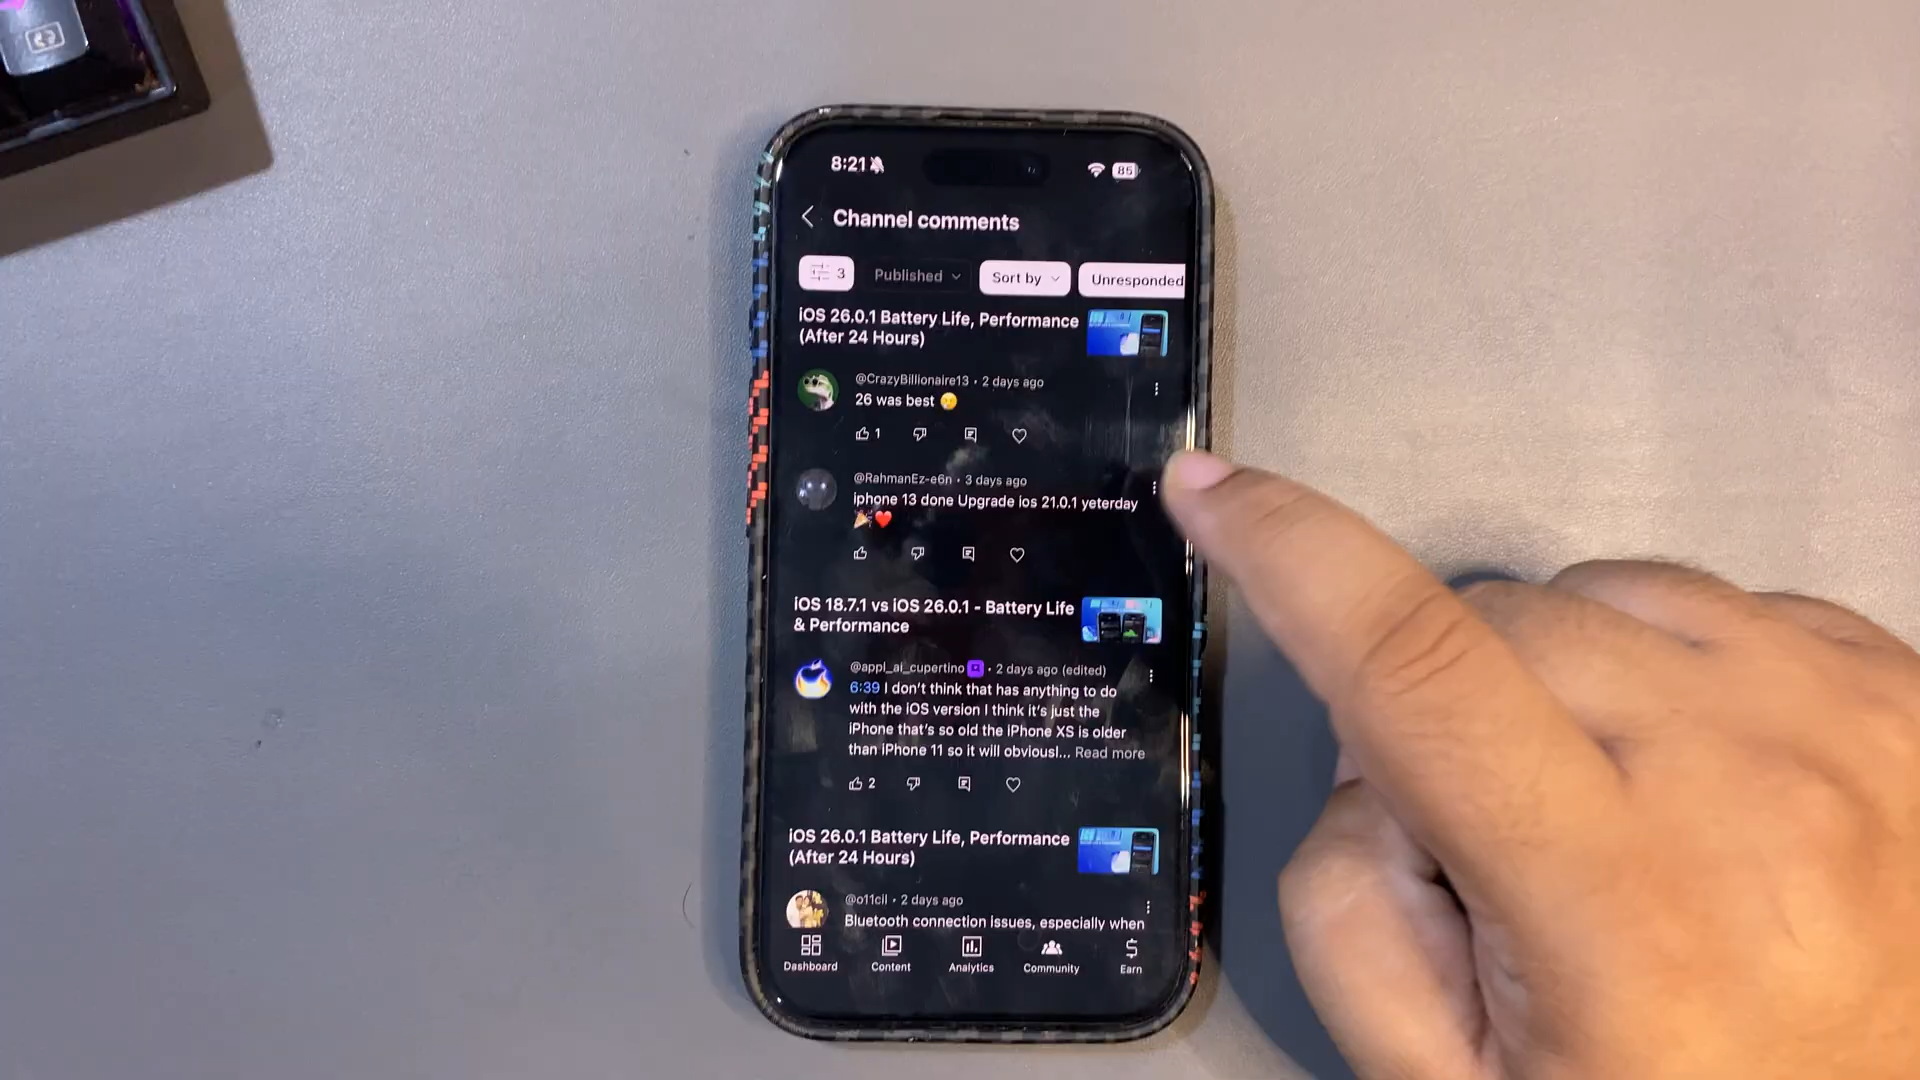 8:21
85
Channel comments
3
Published
Sort by
Unresponded
iOS 26.0.1 Battery Life, Performance
(After 24 Hours)
@CrazyBillionaire13 • 2 days ago
26 was best 😢
1
@RahmanEz-e6n • 3 days ago
iphone 13 done Upgrade ios 21.0.1 yeterday
🎉❤️
iOS 18.7.1 vs iOS 26.0.1 - Battery Life
& Performance
@appl_ai_cupertino • 2 days ago (edited)
6:39 I don't think that has anything to do
with the iOS version I think it's just the
iPhone that's so old the iPhone XS is older
than iPhone 11 so it will obviousl... Read more
2
iOS 26.0.1 Battery Life, Performance
(After 24 Hours)
@o11cil • 2 days ago
Bluetooth connection issues, especially when
Dashboard
Content
Analytics
Community
Earn